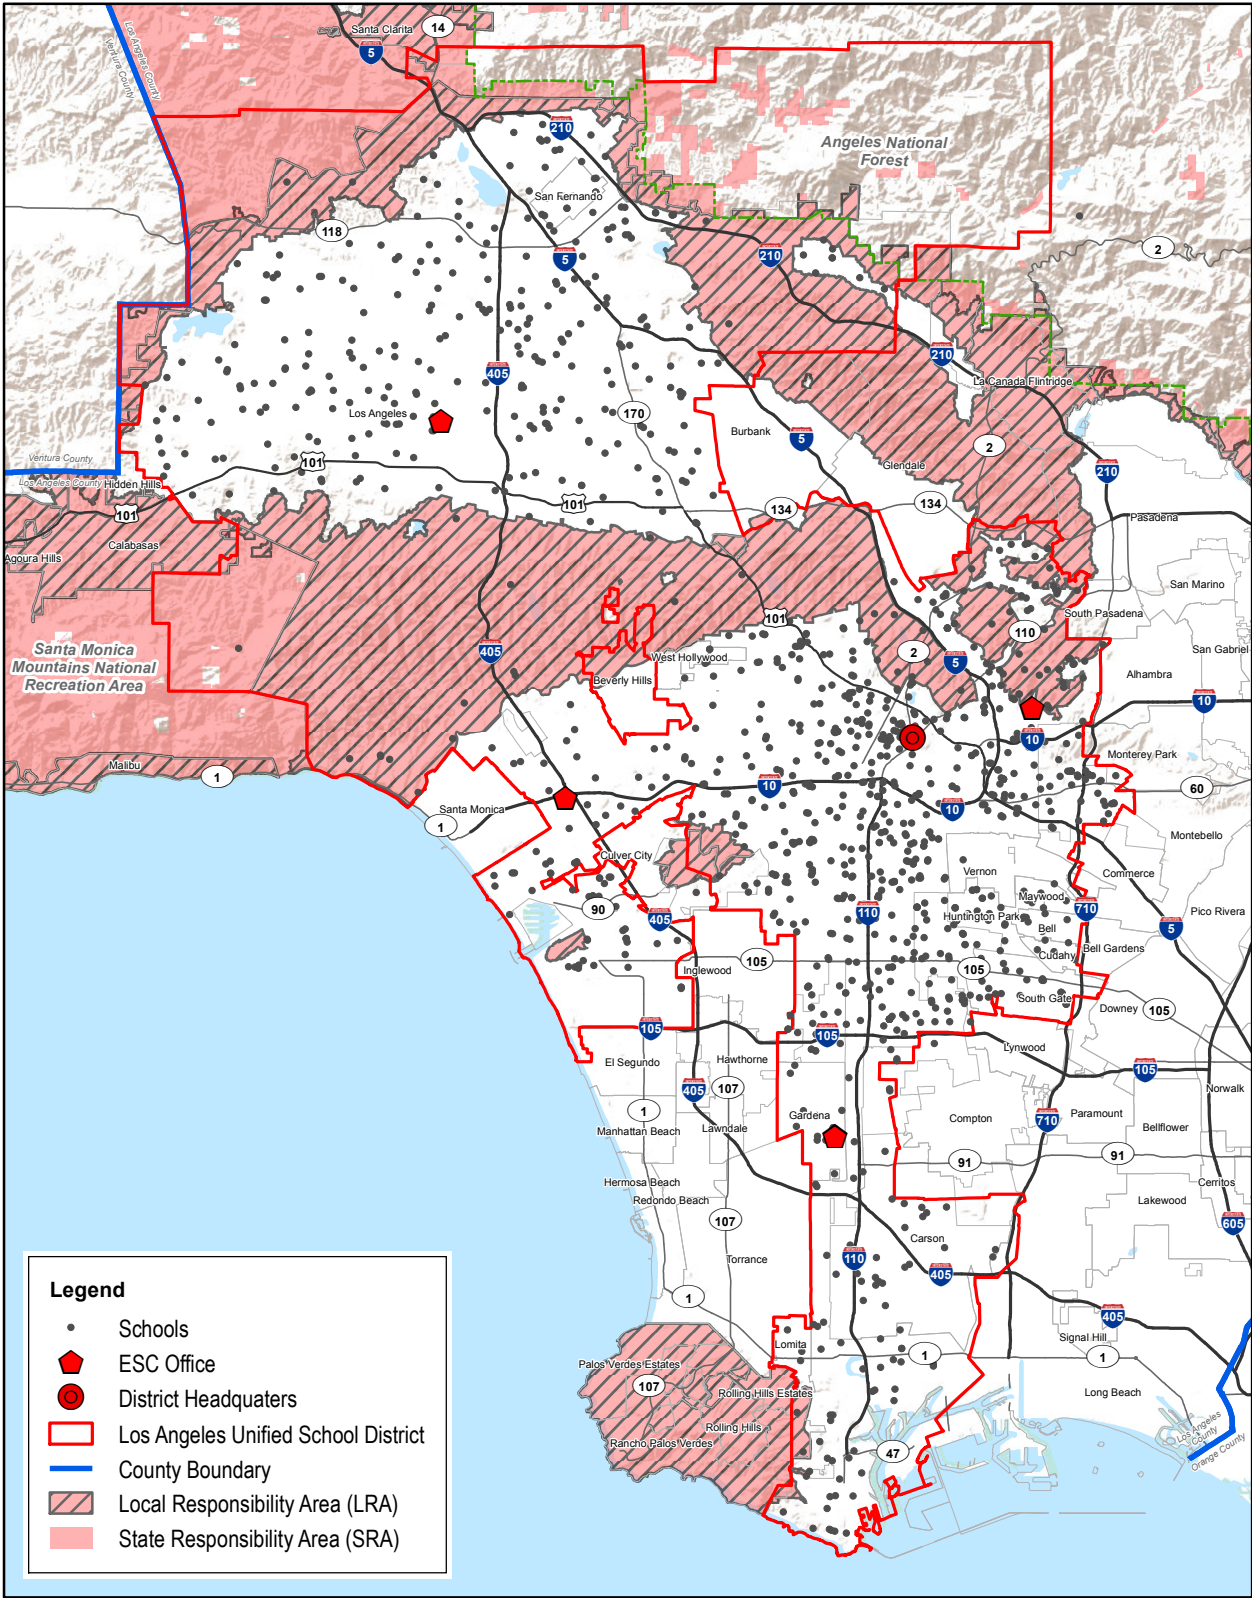 Santa Clarita
14
5
Los Angeles County
Ventura County
210
Angeles National
Forest
San Fernando
118
2
5
210
210
405
La Canada Flintridge
Los Angeles
170
Burbank
5
2
Glendale
Ventura County
Los Angeles County
Hidden Hills
101
210
101
101
134
134
Pasadena
Calabasas
Agoura Hills
San Marino
South Pasadena
101
110
Santa Monica
Mountains National
Recreation Area
405
West Hollywood
2
5
San Gabriel
Beverly Hills
Alhambra
10
10
Monterey Park
Malibu
1
10
60
Santa Monica
1
10
Montebello
Culver City
Vernon
Commerce
Maywood
90
405
110
Huntington Park
710
Pico Rivera
Bell
5
Bell Gardens
Cudahy
105
Inglewood
105
South Gate
Downey
105
105
105
Lynwood
El Segundo
Hawthorne
105
405
107
Norwalk
1
Gardena
Compton
710
Paramount
Manhattan Beach
Lawndale
Bellflower
91
91
Hermosa Beach
Cerritos
Redondo Beach
Lakewood
107
605
Carson
Torrance
110
405
1
405
Signal Hill
Lomita
1
1
Palos Verdes Estates
107
Rolling Hills Estates
Long Beach
Rolling Hills
Rancho Palos Verdes
47
Los Angeles
County
Orange County
Legend
Schools
ESC Office
District Headquaters
Los Angeles Unified School District
County Boundary
Local Responsibility Area (LRA)
State Responsibility Area (SRA)